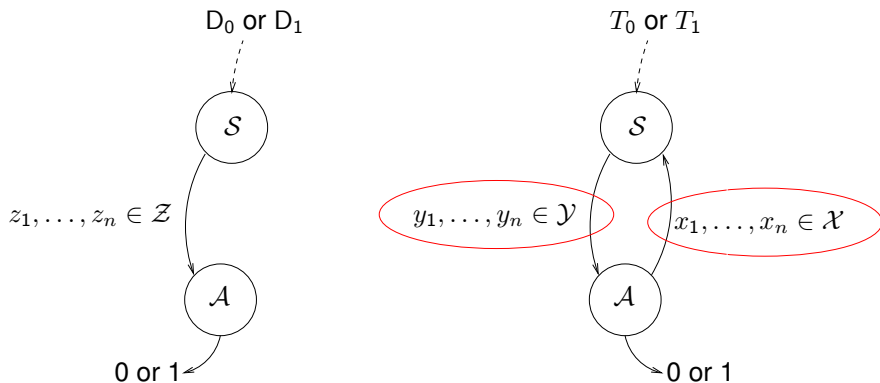 D₀ or D₁
T₀ or T₁
𝒮
𝒮
z₁, . . . , zₙ ∈ 𝒵
y₁, . . . , yₙ ∈ 𝒴
x₁, . . . , xₙ ∈ 𝒳
𝒜
𝒜
0 or 1
0 or 1